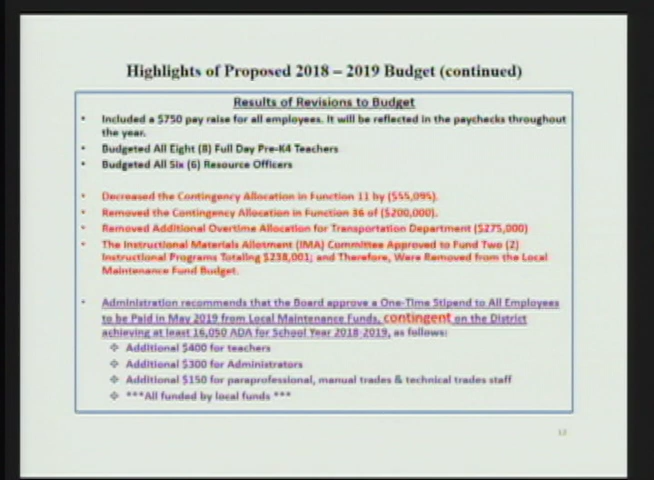 Highlights of Proposed 2018 – 2019 Budget (continued)
Results of Revisions to Budget
• Included a $750 pay raise for all employees. It will be reflected in the paychecks throughout
the year.
• Budgeted All Eight (8) Full Day Pre-K4 Teachers
• Budgeted All Six (6) Resource Officers
• Decreased the Contingency Allocation in Function 11 by ($55,095).
• Removed the Contingency Allocation in Function 36 of ($200,000).
• Removed Additional Overtime Allocation for Transportation Department ($275,000)
• The Instructional Materials Allotment (IMA) Committee Approved to Fund Two (2)
Instructional Programs Totaling $238,001; and Therefore, Were Removed from the Local
Maintenance Fund Budget.
• Administration recommends that the Board approve a One-Time Stipend to All Employees
to be Paid in May 2019 from Local Maintenance Funds, contingent on the District
achieving at least 16,050 ADA for School Year 2018-2019, as follows:
❖ Additional $400 for teachers
❖ Additional $300 for Administrators
❖ Additional $150 for paraprofessional, manual trades & technical trades staff
❖ ***All funded by local funds ***